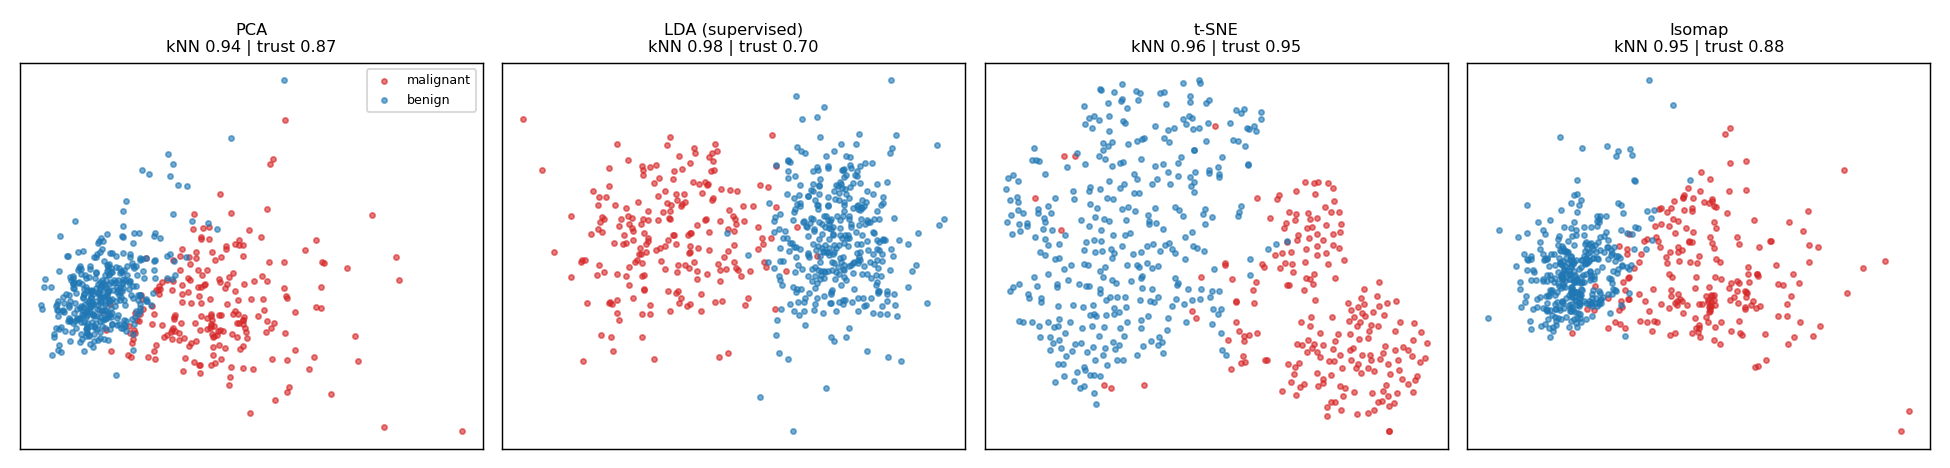 PCA
kNN 0.94 | trust 0.87
malignant
benign
LDA (supervised)
kNN 0.98 | trust 0.70
t-SNE
kNN 0.96 | trust 0.95
Isomap
kNN 0.95 | trust 0.88